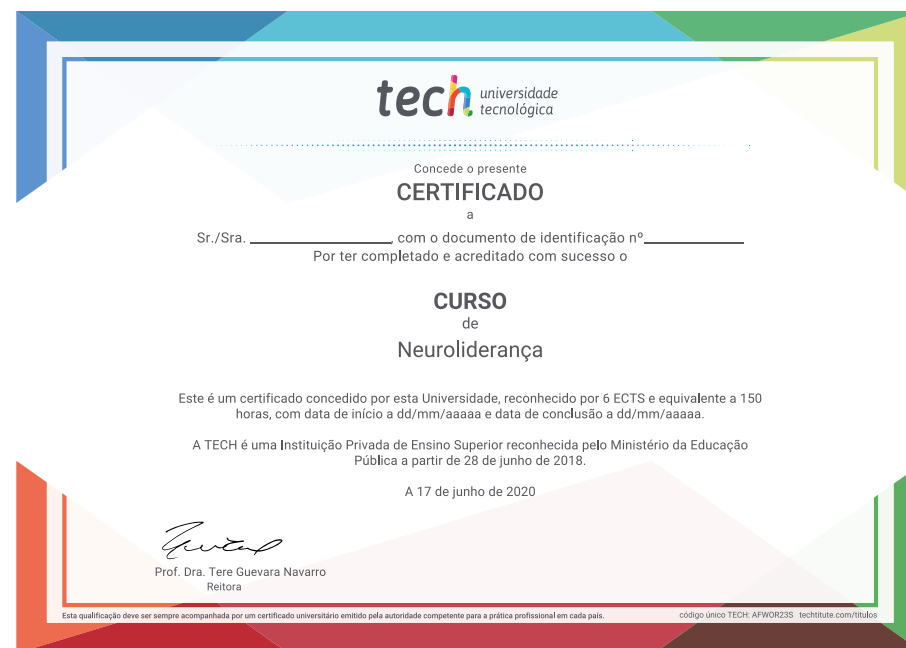 tech universidade
tecnológica
Concede o presente
CERTIFICADO
a
Sr./Sra. ____________________, com o documento de identificação nº______________
Por ter completado e acreditado com sucesso o
CURSO
de
Neuroliderança
Este é um certificado concedido por esta Universidade, reconhecido por 6 ECTS e equivalente a 150
horas, com data de início a dd/mm/aaaaa e data de conclusão a dd/mm/aaaaa.
A TECH é uma Instituição Privada de Ensino Superior reconhecida pelo Ministério da Educação
Pública a partir de 28 de junho de 2018.
A 17 de junho de 2020
Prof. Dra. Tere Guevara Navarro
Reitora
Esta qualificação deve ser sempre acompanhada por um certificado universitário emitido pela autoridade competente para a prática profissional em cada país. código único TECH: AFWOR23S techtitute.com/titulos